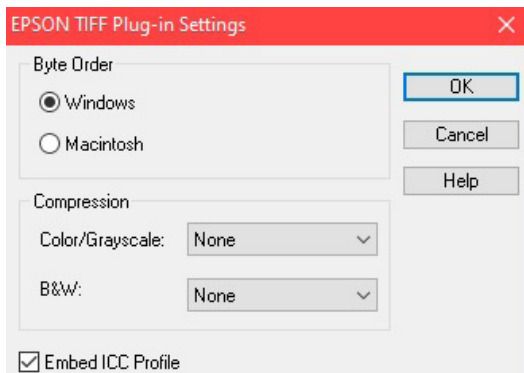 EPSON TIFF Plug-in Settings
Byte Order
Windows
Macintosh
OK
Cancel
Help
Compression
Color/Grayscale: None
B&W: None
Embed ICC Profile